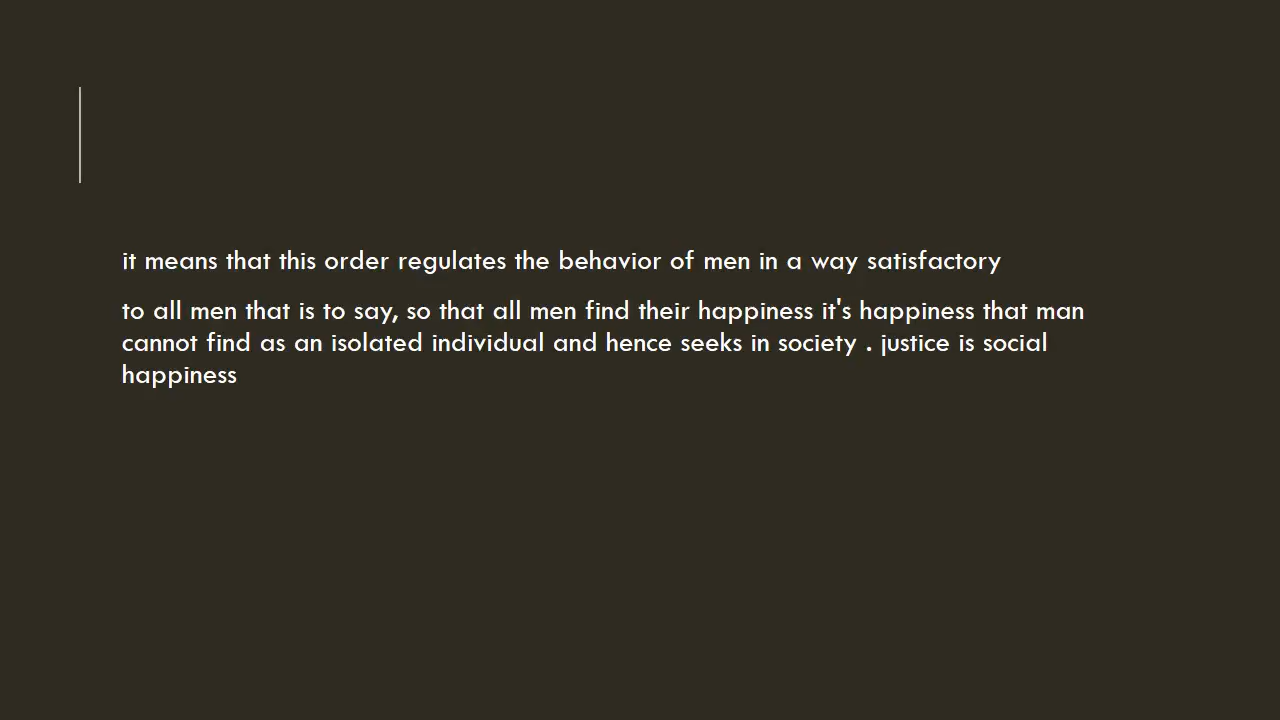 it means that this order regulates the behavior of men in a way satisfactory
to all men that is to say, so that all men find their happiness it's happiness that man
cannot find as an isolated individual and hence seeks in society . justice is social
happiness